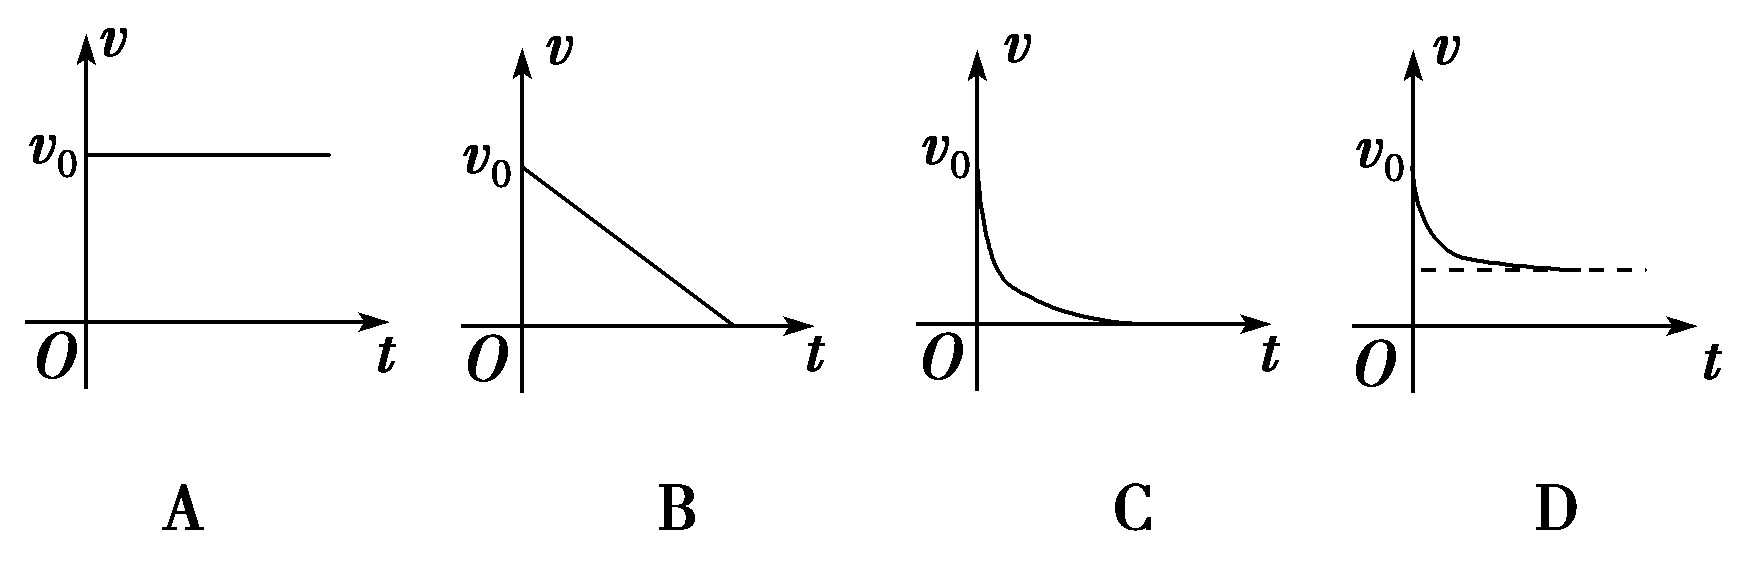 v v v v
v₀ v₀ v₀ v₀
O t O t O t O t
A B C D